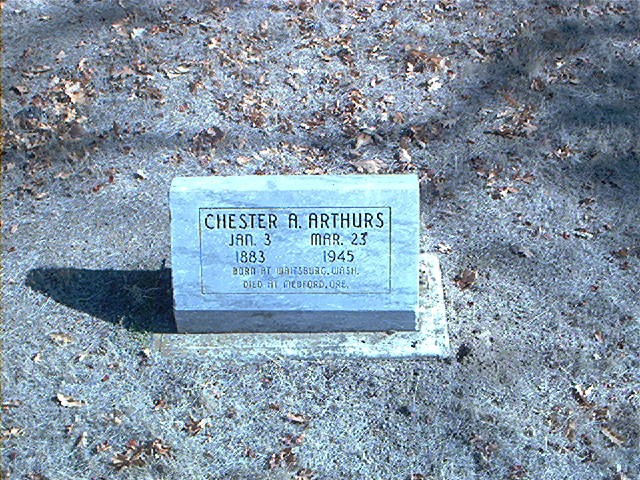 CHESTER A. ARTHURS
JAN. 3 MAR. 23
1883 1945
BORN AT WAITSBURG, WASH.
DIED AT MEDFORD, ORE.